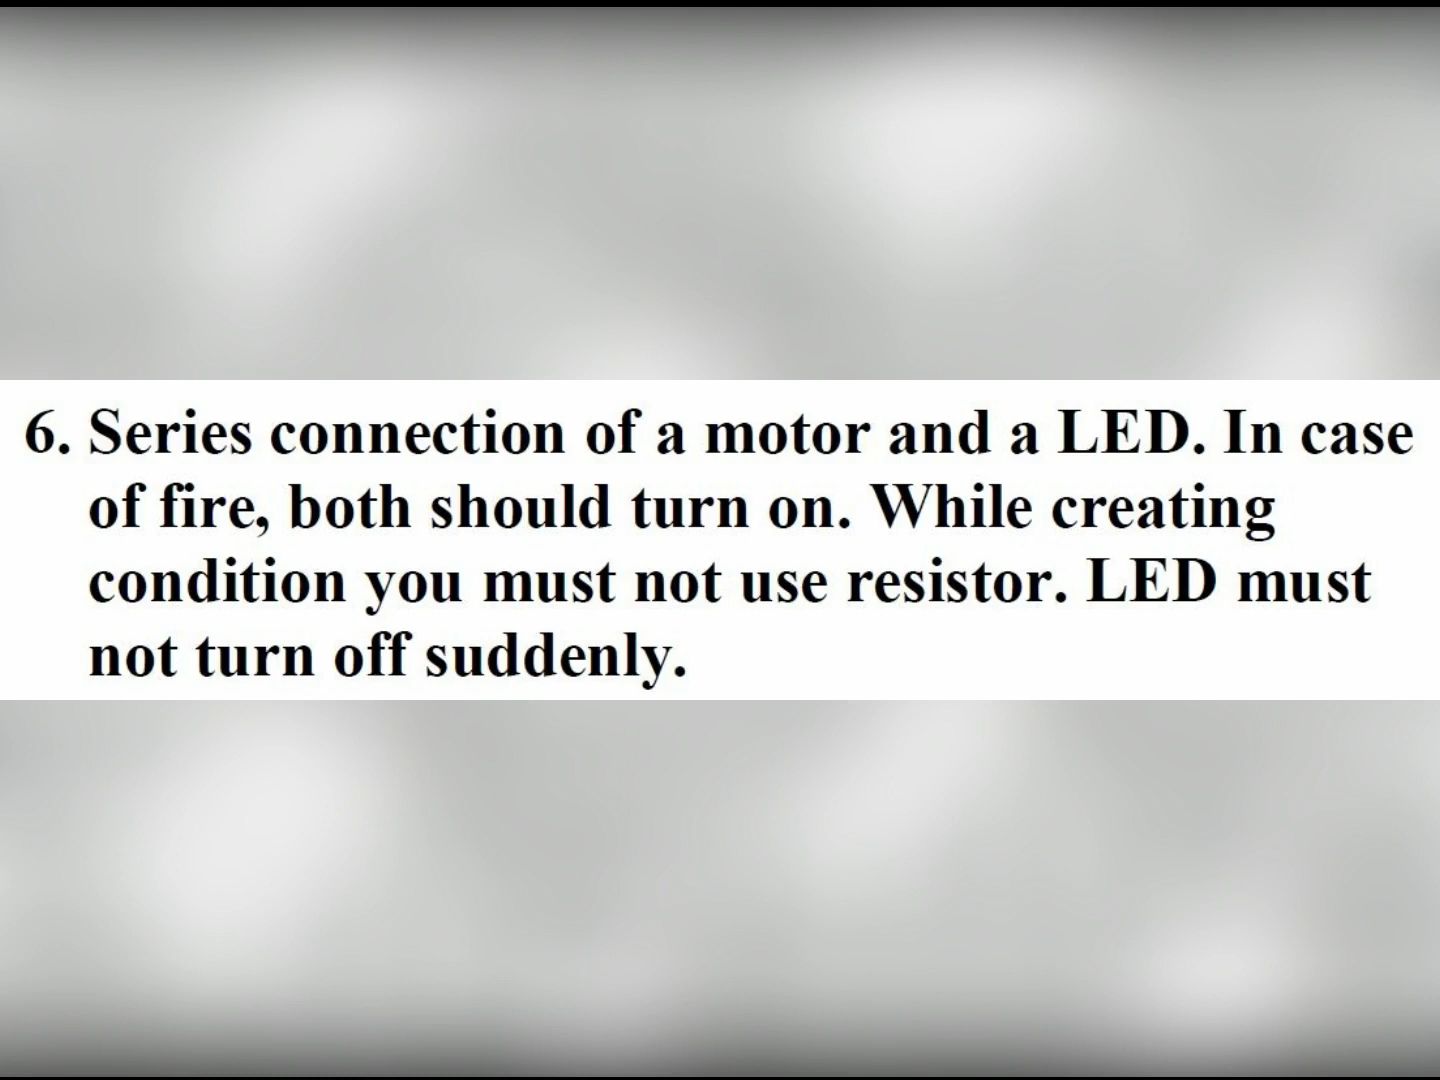 6. Series connection of a motor and a LED. In case
of fire, both should turn on. While creating
condition you must not use resistor. LED must
not turn off suddenly.